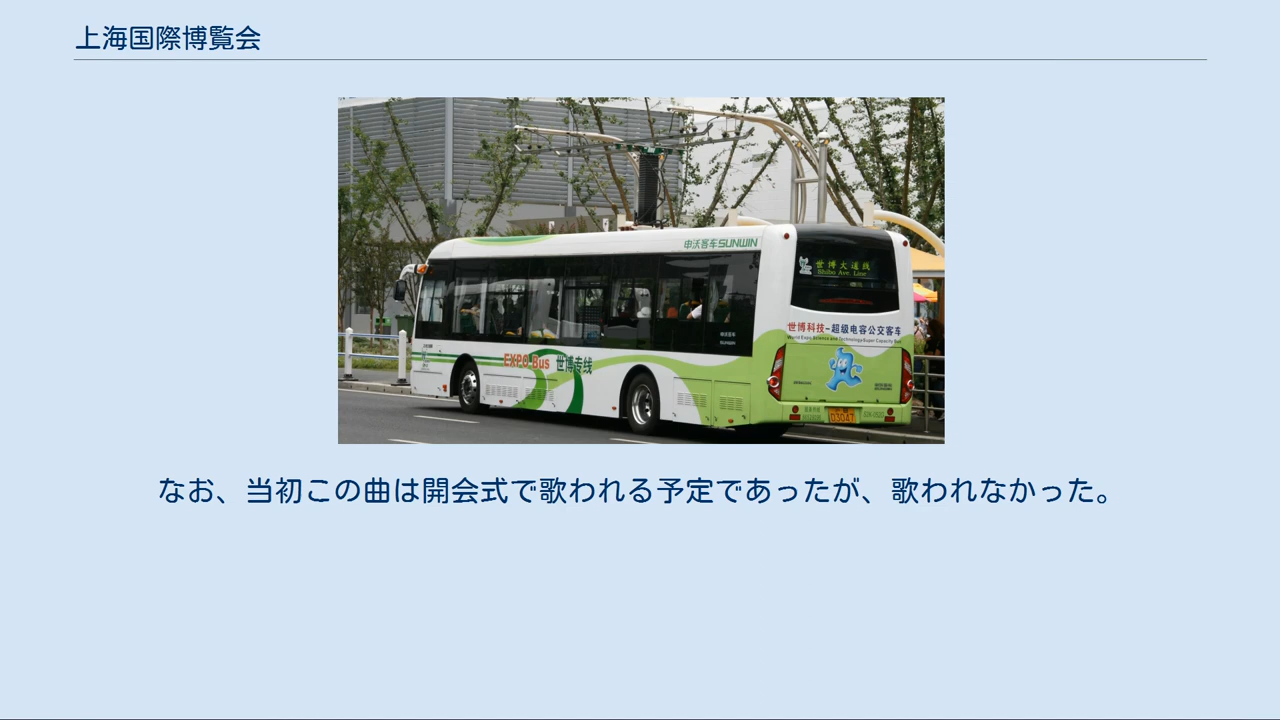 上海国際博覧会
申沃客车SUNWIN
世博大道线
Shibo Ave. Line
世博科技-超级电容公交客车
World Expo Science and Technology-Super Capacity Bus
EXPO Bus 世博专线
なお、当初この曲は開会式で歌われる予定であったが、歌われなかった。